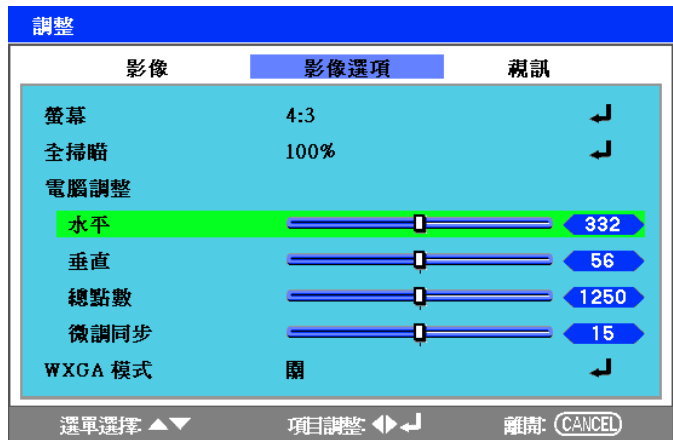 調整
影像 影像選項 視訊
螢幕 4:3
全掃瞄 100%
電腦調整
水平 332
垂直 56
總點數 1250
微調同步 15
WXGA 模式 關
選單選擇: ▲▼ 項目調整: ◀▶ ↵ 離開: CANCEL